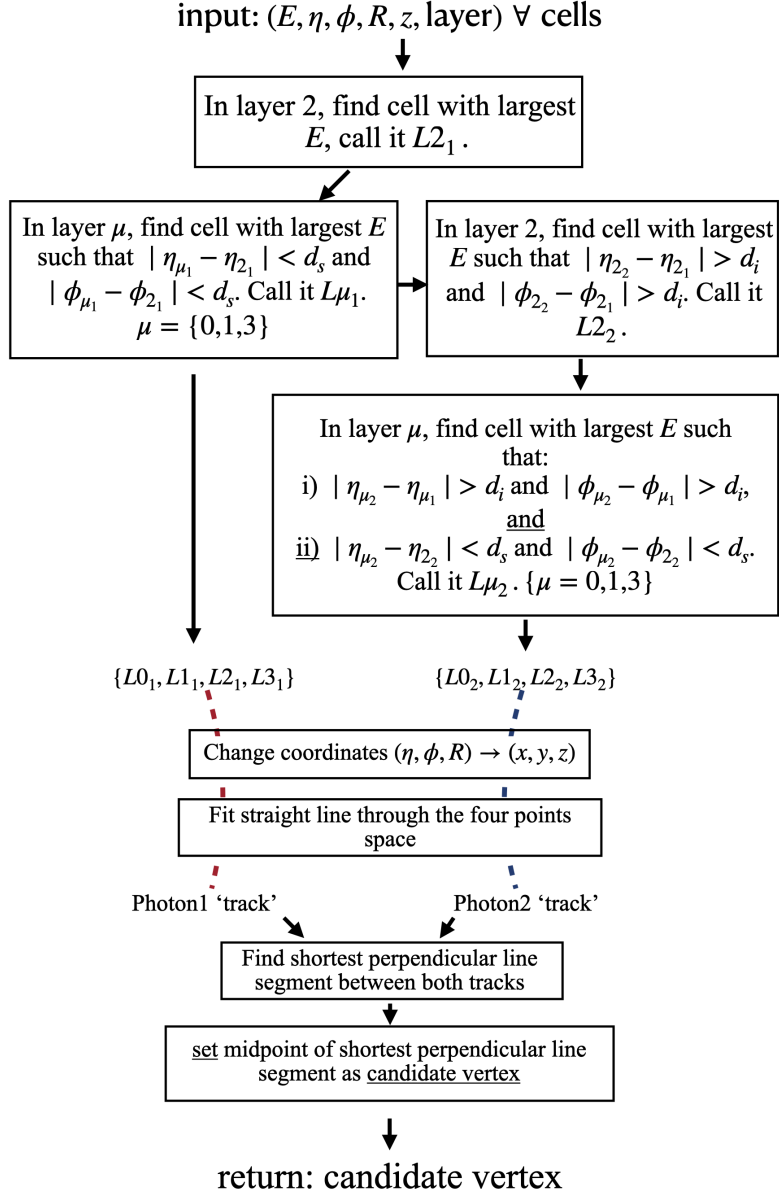 input: (E, η, ϕ, R, z, layer) ∀ cells
In layer 2, find cell with largest
E, call it L2₁ .
In layer μ, find cell with largest E
such that | η_{μ₁} − η_{2₁} | < d_s and
| ϕ_{μ₁} − ϕ_{2₁} | < d_s. Call it Lμ₁.
μ = {0,1,3}
In layer 2, find cell with largest
E such that | η_{2₂} − η_{2₁} | > d_i
and | ϕ_{2₂} − ϕ_{2₁} | > d_i. Call it
L2₂ .
In layer μ, find cell with largest E such
that:
i) | η_{μ₂} − η_{μ₁} | > d_i and | ϕ_{μ₂} − ϕ_{μ₁} | > d_i,
and
ii) | η_{μ₂} − η_{2₂} | < d_s and | ϕ_{μ₂} − ϕ_{2₂} | < d_s.
Call it Lμ₂ . {μ = 0,1,3}
{L0₁, L1₁, L2₁, L3₁}
{L0₂, L1₂, L2₂, L3₂}
Change coordinates (η, ϕ, R) → (x, y, z)
Fit straight line through the four points
space
Photon1 ‘track’
Photon2 ‘track’
Find shortest perpendicular line
segment between both tracks
set midpoint of shortest perpendicular line
segment as candidate vertex
return: candidate vertex